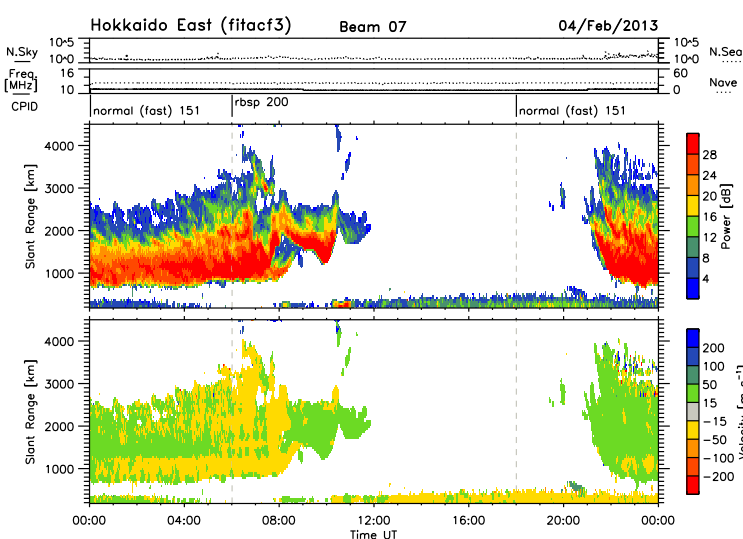 Hokkaido East (fitacf3) Beam 07 04/Feb/2013
N.Sky 10^5 10^0 10^5 10^0 N.Sea
Freq. [MHz] 16 10 60 0 Nave
CPID normal (fast) 151 rbsp 200 normal (fast) 151
Slant Range [km] 4000 3000 2000 1000
28 24 20 16 12 8 4 Power [dB]
Slant Range [km] 4000 3000 2000 1000
200 100 50 15 -15 -50 -100 -200
00:00 04:00 08:00 12:00 16:00 20:00 00:00
Time UT